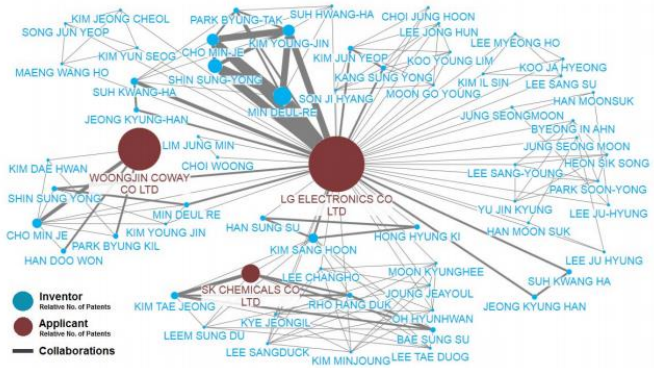 KIM JEONG CHEOL
PARK BYUNG-TAK
SUH HWANG-HA
CHOI JUNG HOON
SONG JUN YEOP
CHO MIN-JE
KIM YOUNG-JIN
LEE JONG HUN
LEE MYEONG HO
KIM YUN SEOG
KIM JUN YEOP
KOO YOUNG LIM
KOO JA HYEONG
MAENG WANG HO
SHIN SUNG-YONG
KANG SUNG YONG
KIM IL SIN
LEE SANG SU
SUH KWANG-HA
SON JI HYANG
MOON GO YOUNG
HAN MOONSUK
MIN DEUL-RE
JEONG KYUNG-HAN
JUNG SEONGMOON
BYEONG IN AHN
LIM JUNG MIN
JUNG SEONG MOON
KIM DAE HWAN
CHOI WOONG
HEON SIK SONG
WOONGJIN COWAY
CO LTD
LEE SANG-YOUNG
PARK SOON-YONG
SHIN SUNG YONG
LG ELECTRONICS CO
LTD
YU JIN KYUNG
LEE JU-HYUNG
MIN DEUL RE
HAN SUNG SU
HAN MOON SUK
CHO MIN JE
KIM YOUNG JIN
HONG HYUNG KI
PARK BYUNG KIL
KIM SANG HOON
HAN DOO WON
LEE JU HYUNG
LEE CHANGHO
MOON KYUNGHEE
SUH KWANG HA
SK CHEMICALS CO
LTD
JOUNG JEAYOUL
KIM TAE JEONG
RHO HANG DUK
JEONG KYUNG HAN
OH HYUNHWAN
KYE JEONGIL
LEEM SUNG DU
BAE SUNG SU
LEE SANGDUCK
LEE TAE DUOG
KIM MINJOUNG
Inventor
Relative No. of Patents
Applicant
Relative No. of Patents
Collaborations